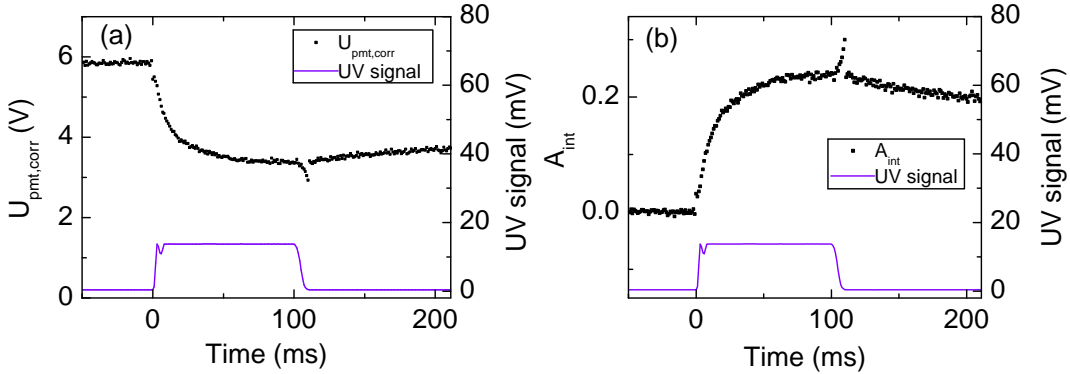 (a)
U_pmt,corr
UV signal
6
4
2
0
U_pmt,corr (V)
80
60
40
20
0
UV signal (mV)
0
100
200
Time (ms)
(b)
A_int
UV signal
0.2
0.0
A_int
80
60
40
20
0
UV signal (mV)
0
100
200
Time (ms)